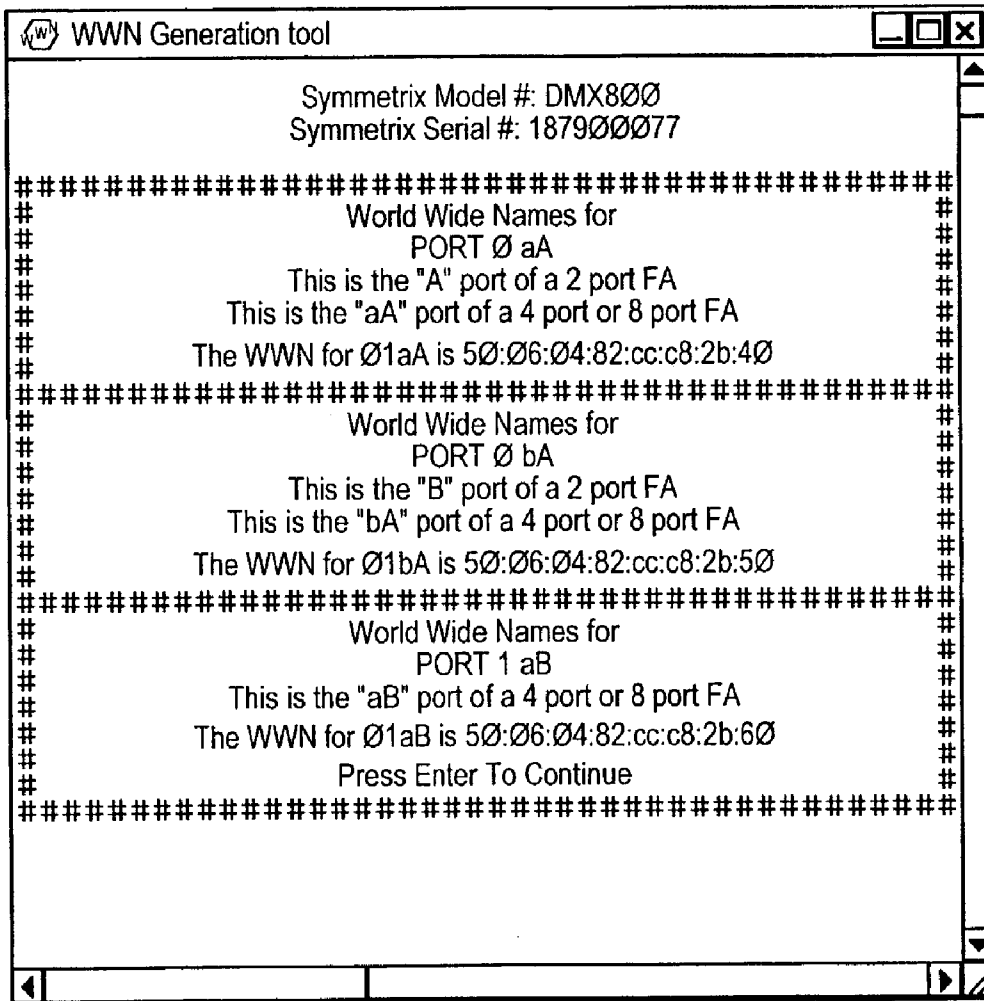 WWN WWN Generation tool
Symmetrix Model #: DMX8ØØ
Symmetrix Serial #: 1879ØØØ77
##########################################
World Wide Names for
PORT Ø aA
This is the "A" port of a 2 port FA
This is the "aA" port of a 4 port or 8 port FA
The WWN for Ø1aA is 5Ø:Ø6:Ø4:82:cc:c8:2b:4Ø
##########################################
World Wide Names for
PORT Ø bA
This is the "B" port of a 2 port FA
This is the "bA" port of a 4 port or 8 port FA
The WWN for Ø1bA is 5Ø:Ø6:Ø4:82:cc:c8:2b:5Ø
##########################################
World Wide Names for
PORT 1 aB
This is the "aB" port of a 4 port or 8 port FA
The WWN for Ø1aB is 5Ø:Ø6:Ø4:82:cc:c8:2b:6Ø
Press Enter To Continue
##########################################